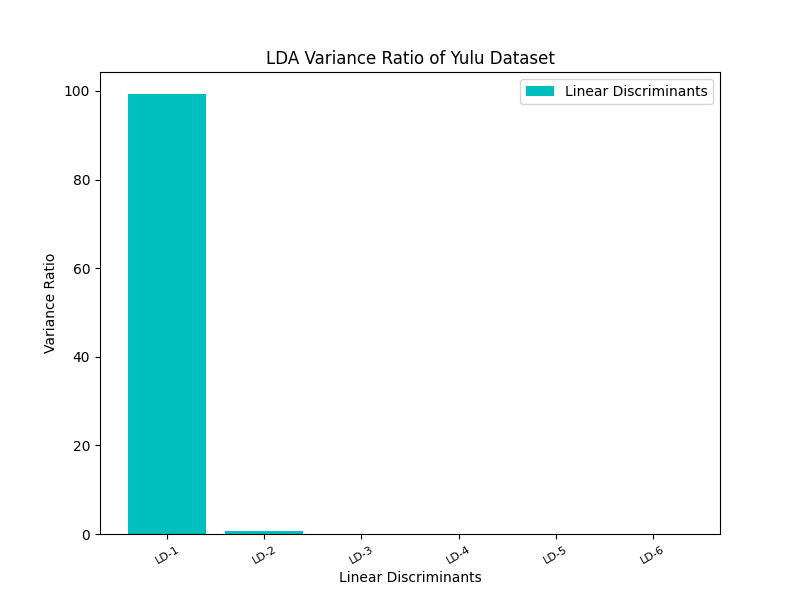 LDA Variance Ratio of Yulu Dataset
Linear Discriminants
100
80
60
40
20
0
Variance Ratio
LD-1 LD-2 LD-3 LD-4 LD-5 LD-6
Linear Discriminants